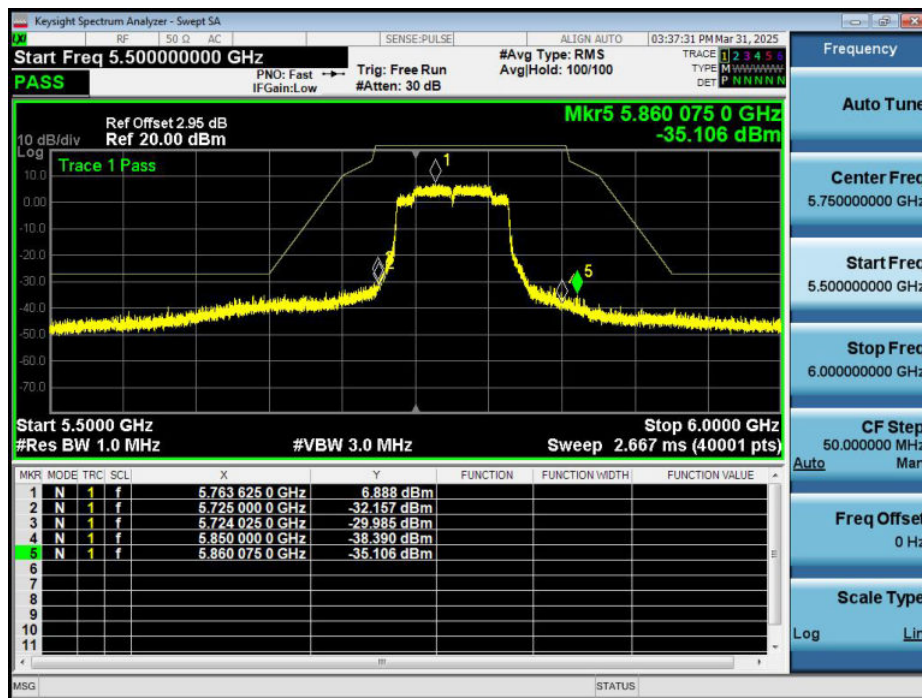 Keysight Spectrum Analyzer - Swept SA
LXI RF 50 Ω AC SENSE:PULSE ALIGN AUTO 03:37:31 PM Mar 31, 2025
Start Freq 5.500000000 GHz
PASS
PNO: Fast
IFGain:Low
Trig: Free Run
#Atten: 30 dB
#Avg Type: RMS
Avg|Hold: 100/100
TRACE 1 2 3 4 5 6
TYPE M W W W W W
DET P N N N N N
Mkr5 5.860 075 0 GHz
-35.106 dBm
Ref Offset 2.95 dB
10 dB/div Ref 20.00 dBm
Log
Trace 1 Pass
1
10.0
0.00
-10.0
-20.0
2
5
-30.0
-40.0
-50.0
-60.0
-70.0
Start 5.5000 GHz Stop 6.0000 GHz
#Res BW 1.0 MHz #VBW 3.0 MHz Sweep 2.667 ms (40001 pts)
MKR MODE TRC SCL X Y FUNCTION FUNCTION WIDTH FUNCTION VALUE
1 N 1 f 5.763 625 0 GHz 6.888 dBm
2 N 1 f 5.725 000 0 GHz -32.157 dBm
3 N 1 f 5.724 025 0 GHz -29.985 dBm
4 N 1 f 5.850 000 0 GHz -38.390 dBm
5 N 1 f 5.860 075 0 GHz -35.106 dBm
6
7
8
9
10
11
MSG STATUS
Frequency
Auto Tune
Center Freq
5.750000000 GHz
Start Freq
5.500000000 GHz
Stop Freq
6.000000000 GHz
CF Step
50.000000 MHz
Auto Man
Freq Offset
0 Hz
Scale Type
Log Lin